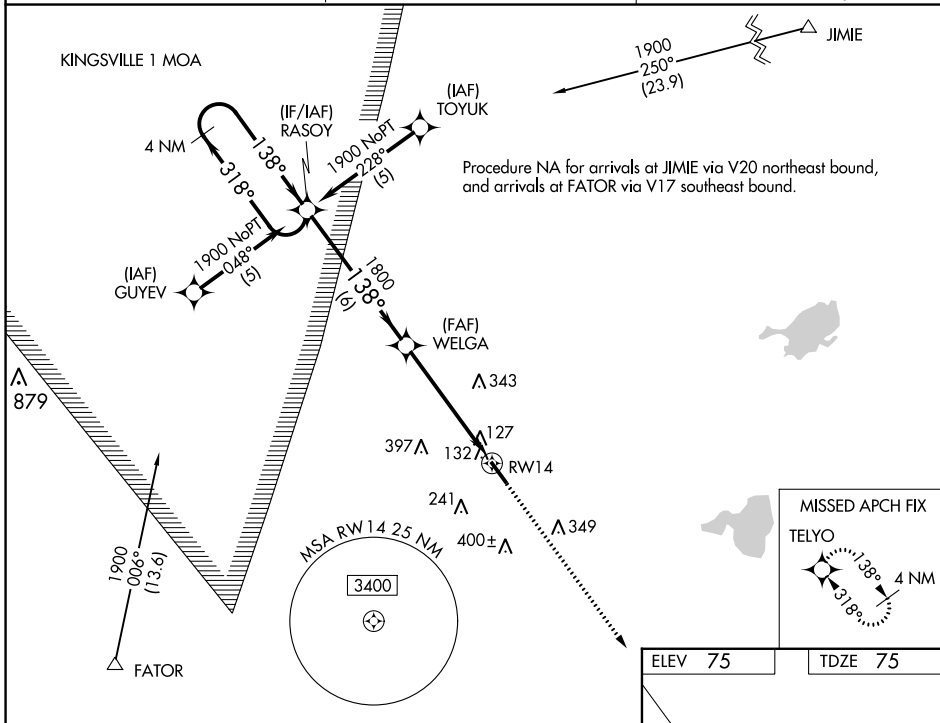 KINGSVILLE 1 MOA
JIMIE
1900
250°
(23.9)
(IAF)
TOYUK
(IF/IAF)
RASOY
4 NM
138°
318°
1900 NoPT
228°
(5)
Procedure NA for arrivals at JIMIE via V20 northeast bound,
and arrivals at FATOR via V17 southeast bound.
1900 NoPT
048°
(5)
(IAF)
GUYEV
1800
138°
(6)
(FAF)
WELGA
343
879
397
127
132
RW14
241
400±
349
MSA RW14 25 NM
3400
1900
006°
(13.6)
FATOR
MISSED APCH FIX
TELYO
138°
4 NM
318°
ELEV 75
TDZE 75